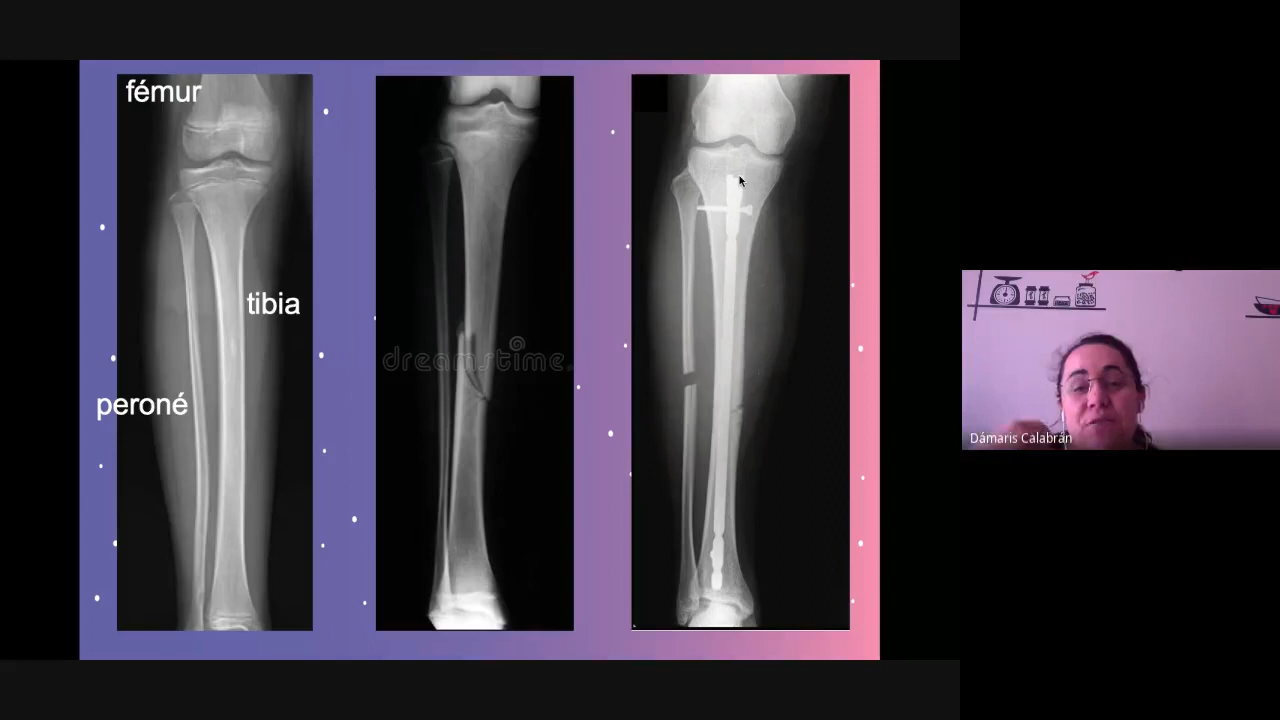 fémur
tibia
peroné
dreamstime.
Dámaris Calabrán